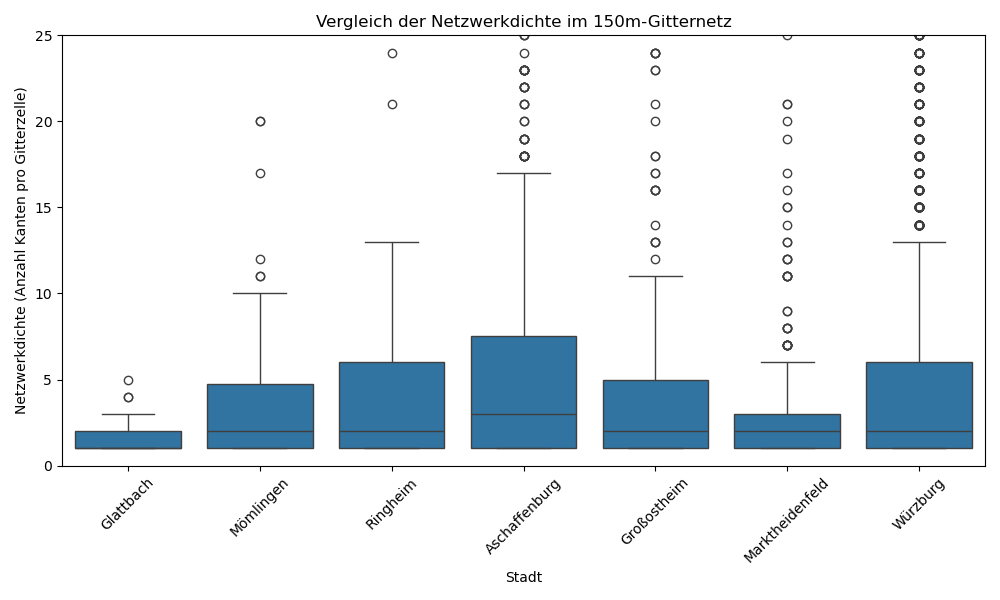 Vergleich der Netzwerkdichte im 150m-Gitternetz
Netzwerkdichte (Anzahl Kanten pro Gitterzelle)
25
20
15
10
5
0
Glattbach
Mömlingen
Ringheim
Aschaffenburg
Großostheim
Marktheidenfeld
Würzburg
Stadt